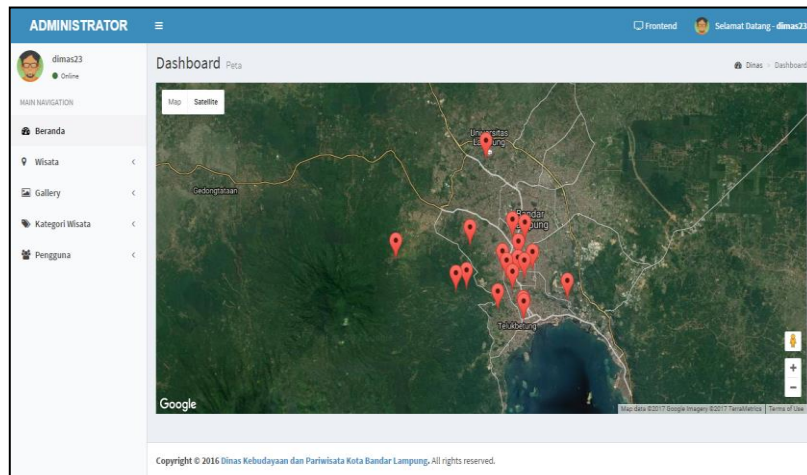 ADMINISTRATOR
Frontend
Selamat Datang - dimas23
dimas23
Online
MAIN NAVIGATION
Beranda
Wisata
Gallery
Kategori Wisata
Pengguna
Dashboard Peta
Dinas > Dashboard
Map Satellite
Universitas
Gedongtataan
Bandar
Telukbetung
Google
Map data ©2017 Google Imagery ©2017 TerraMetrics Terms of Use
Copyright © 2016 Dinas Kebudayaan dan Pariwisata Kota Bandar Lampung. All rights reserved.